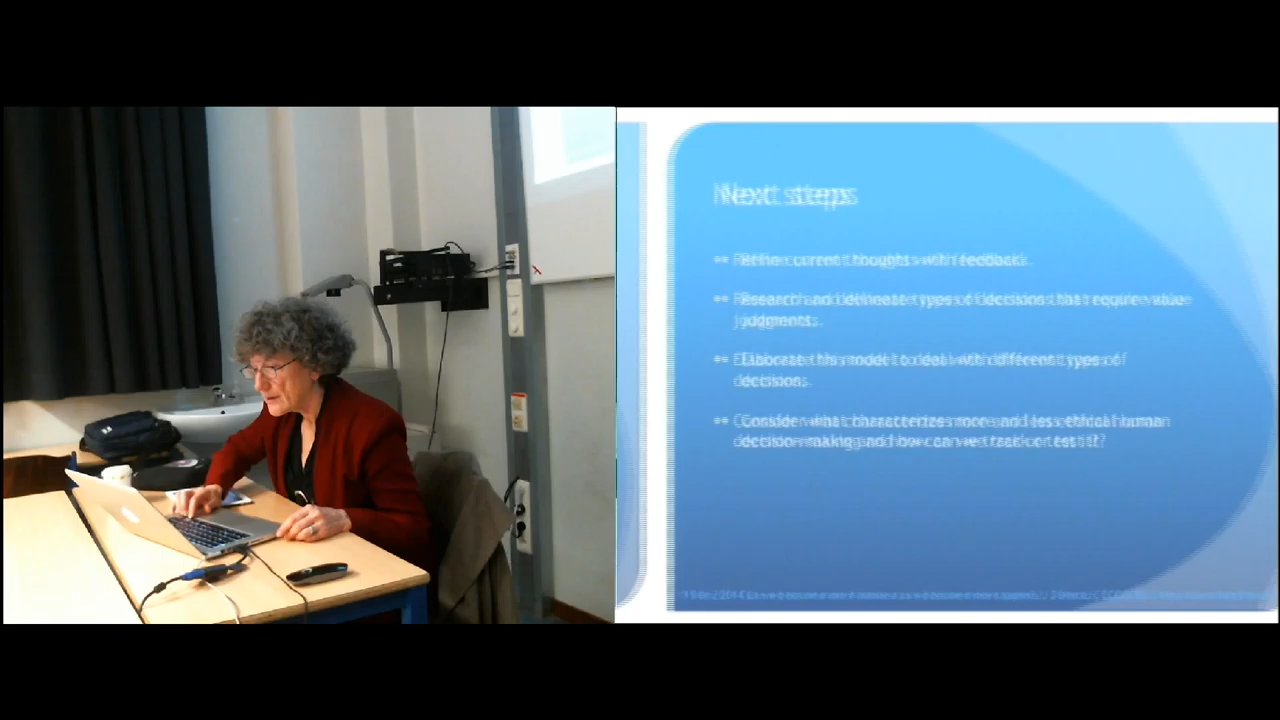 Next steps
Refine current thoughts with feedback.
Research and delineate types of decisions that require value
judgments.
Elaborate this model to deal with different types of
decisions.
Consider what characterizes more and less ethical human
decision-making and how can we track or test it?